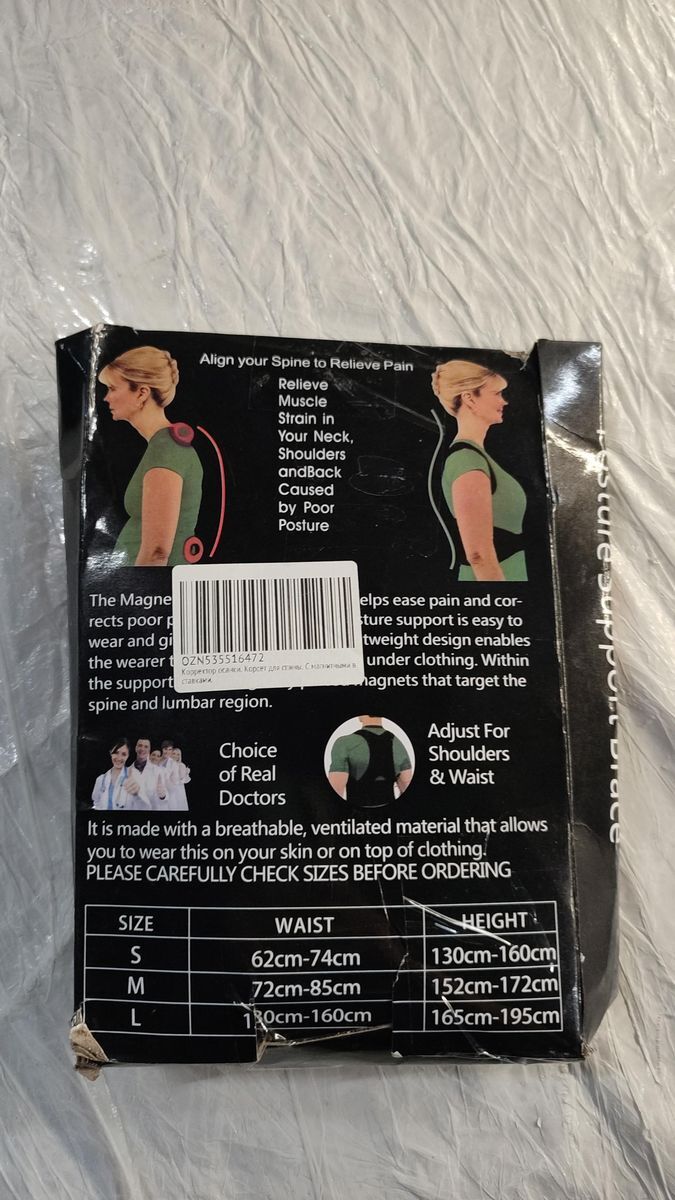 Align your Spine to Relieve Pain
Relieve
Muscle
Strain in
Your Neck,
Shoulders
andBack
Caused
by Poor
Posture
The Magne elps ease pain and cor-
rects poor p sture support is easy to
wear and gi tweight design enables
the wearer t under clothing. Within
the support magnets that target the
spine and lumbar region.
OZN535516472
Корректор осанки. Корсет для спины. С магнитными в
ставками.
Choice
of Real
Doctors
Adjust For
Shoulders
& Waist
It is made with a breathable, ventilated material that allows
you to wear this on your skin or on top of clothing.
PLEASE CAREFULLY CHECK SIZES BEFORE ORDERING
SIZE WAIST HEIGHT
S 62cm-74cm 130cm-160cm
M 72cm-85cm 152cm-172cm
L 130cm-160cm 165cm-195cm
Posture Support Brace